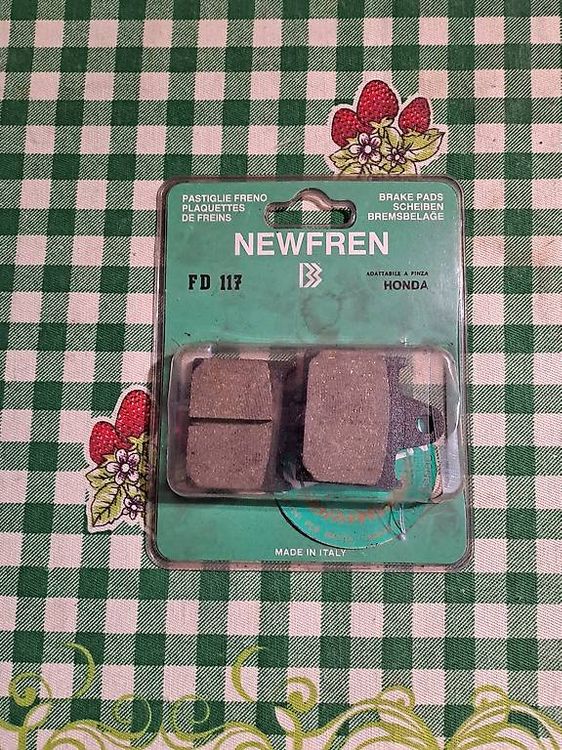 PASTIGLIE FRENO
PLAQUETTES
DE FREINS
BRAKE PADS
SCHEIBEN
BREMSBELAGE
NEWFREN
FD 117
ADATTABILE A PINZA
HONDA
MADE IN ITALY